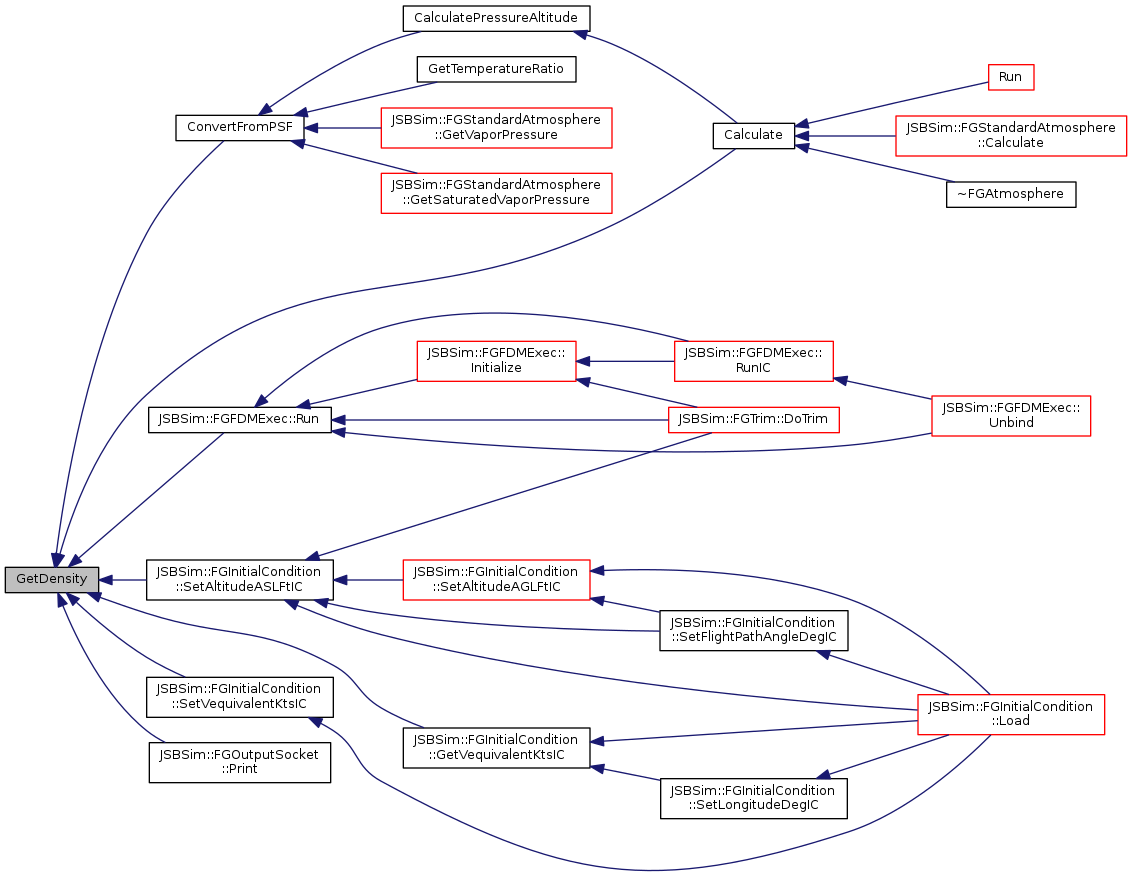 CalculatePressureAltitude
GetTemperatureRatio
ConvertFromPSF
JSBSim::FGStandardAtmosphere
::GetVaporPressure
JSBSim::FGStandardAtmosphere
::GetSaturatedVaporPressure
Calculate
Run
JSBSim::FGStandardAtmosphere
::Calculate
~FGAtmosphere
JSBSim::FGFDMExec::
Initialize
JSBSim::FGFDMExec::
RunIC
JSBSim::FGFDMExec::Run
JSBSim::FGTrim::DoTrim
JSBSim::FGFDMExec::
Unbind
GetDensity
JSBSim::FGInitialCondition
::SetAltitudeASLFtIC
JSBSim::FGInitialCondition
::SetAltitudeAGLFtIC
JSBSim::FGInitialCondition
::SetFlightPathAngleDegIC
JSBSim::FGInitialCondition
::SetVequivalentKtsIC
JSBSim::FGInitialCondition
::Load
JSBSim::FGOutputSocket
::Print
JSBSim::FGInitialCondition
::GetVequivalentKtsIC
JSBSim::FGInitialCondition
::SetLongitudeDegIC